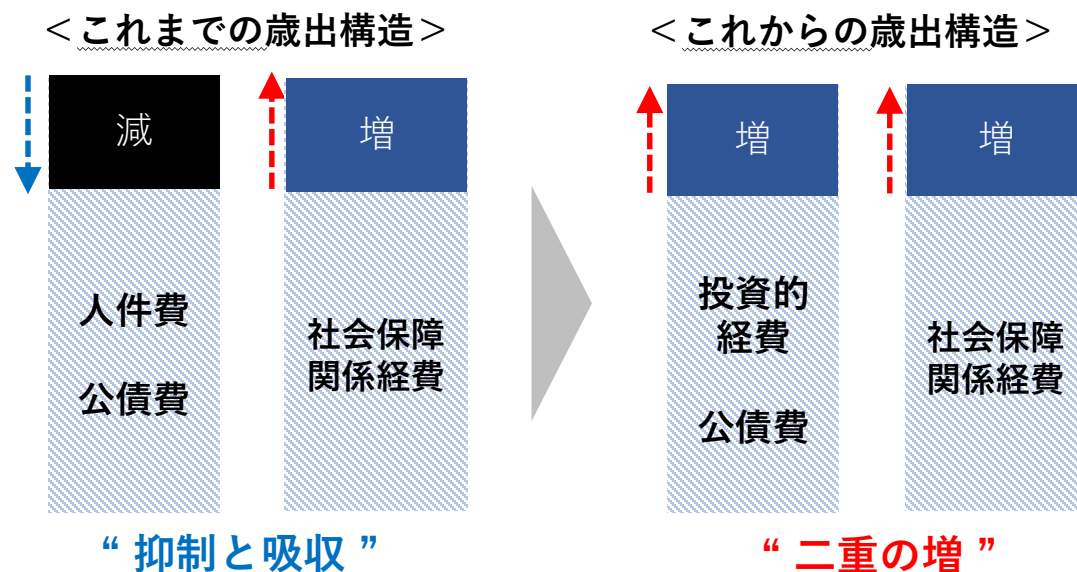 ＜これまでの歳出構造＞
減
増
人件費
公債費
社会保障
関係経費
“ 抑制と吸収 ”
＜これからの歳出構造＞
増
増
投資的
経費
公債費
社会保障
関係経費
“ 二重の増 ”